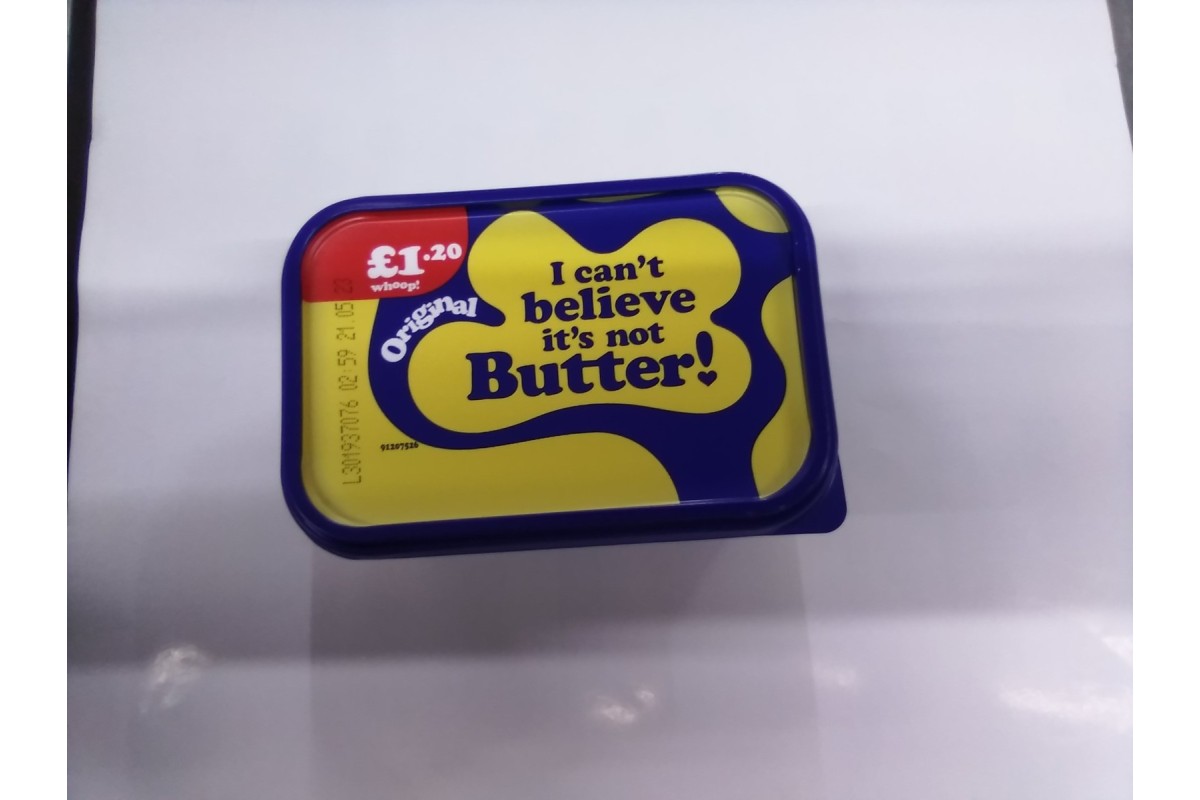 £1.20
whoop!
Original
I can't
believe
it's not
Butter!
91207526
L301937076 02:59 21.05 23